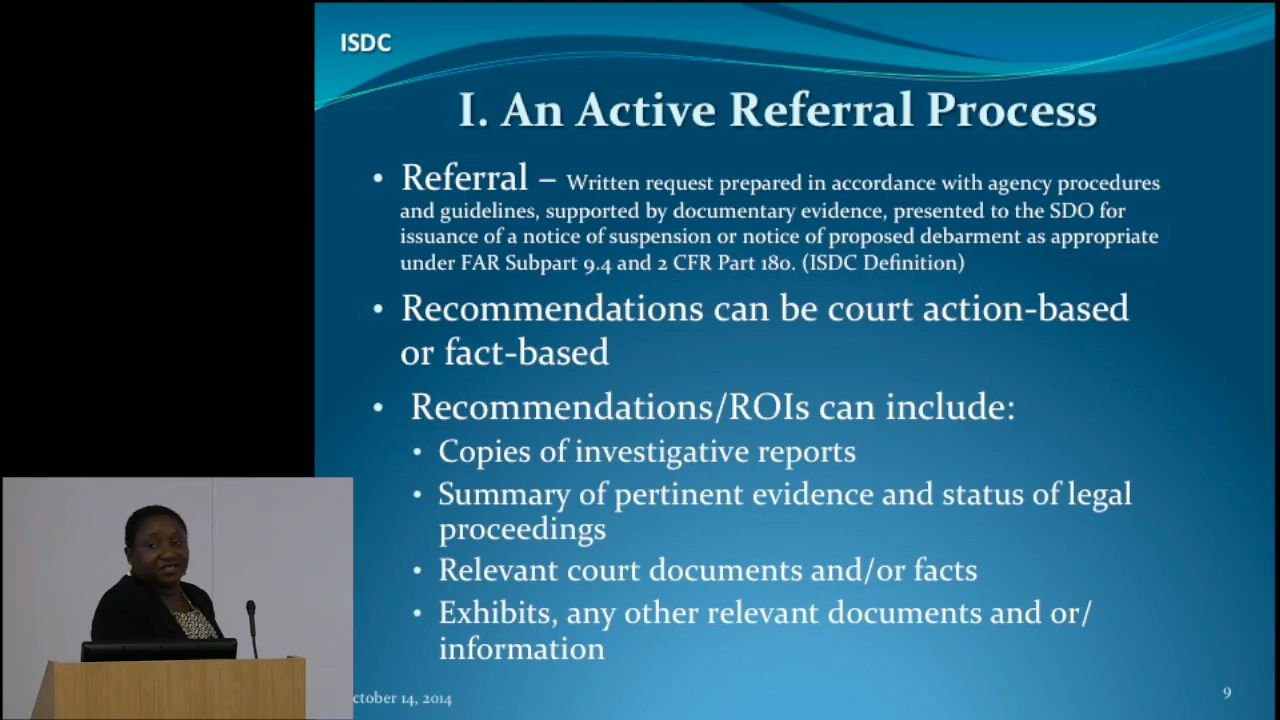 ISDC
I. An Active Referral Process
• Referral – Written request prepared in accordance with agency procedures
and guidelines, supported by documentary evidence, presented to the SDO for
issuance of a notice of suspension or notice of proposed debarment as appropriate
under FAR Subpart 9.4 and 2 CFR Part 180. (ISDC Definition)
• Recommendations can be court action-based
or fact-based
• Recommendations/ROIs can include:
• Copies of investigative reports
• Summary of pertinent evidence and status of legal
proceedings
• Relevant court documents and/or facts
• Exhibits, any other relevant documents and or/
information
ctober 14, 2014
9